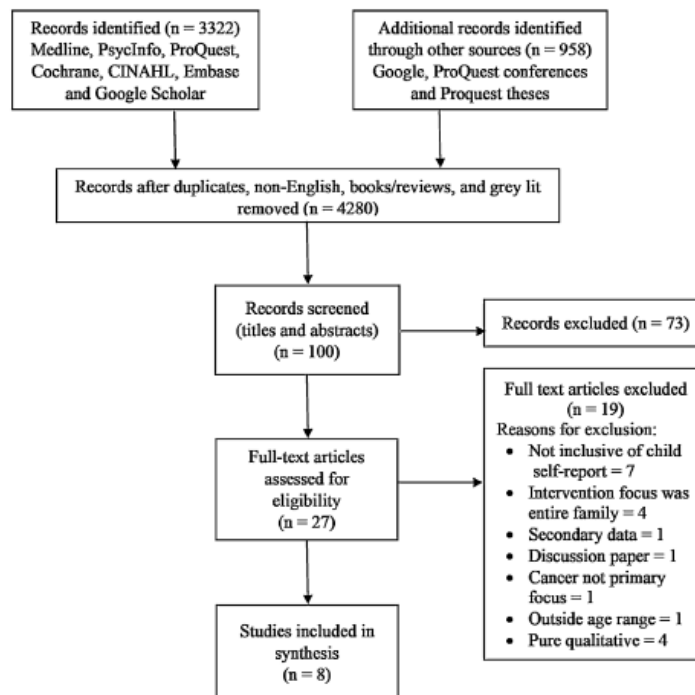 Records identified (n = 3322)
Medline, PsycInfo, ProQuest,
Cochrane, CINAHL, Embase
and Google Scholar
Additional records identified
through other sources (n = 958)
Google, ProQuest conferences
and Proquest theses
Records after duplicates, non-English, books/reviews, and grey lit
removed (n = 4280)
Records screened
(titles and abstracts)
(n = 100)
Records excluded (n = 73)
Full-text articles
assessed for
eligibility
(n = 27)
Full text articles excluded
(n = 19)
Reasons for exclusion:
• Not inclusive of child
self-report = 7
• Intervention focus was
entire family = 4
• Secondary data = 1
• Discussion paper = 1
• Cancer not primary
focus = 1
• Outside age range = 1
• Pure qualitative = 4
Studies included in
synthesis
(n = 8)